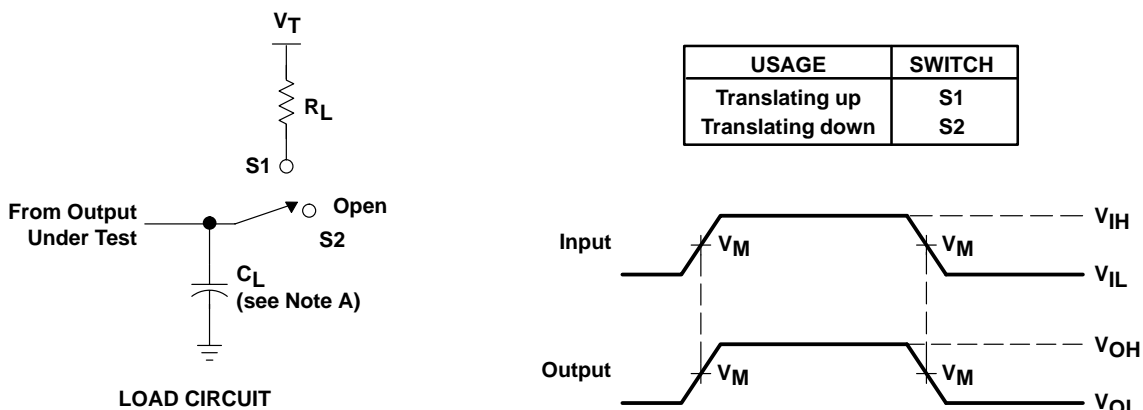 VT
RL
S1
From Output
Under Test
Open
S2
CL
(see Note A)
LOAD CIRCUIT
USAGE SWITCH
Translating up S1
Translating down S2
Input VM VM VIH
VIL
Output VM VM VOH
VOL